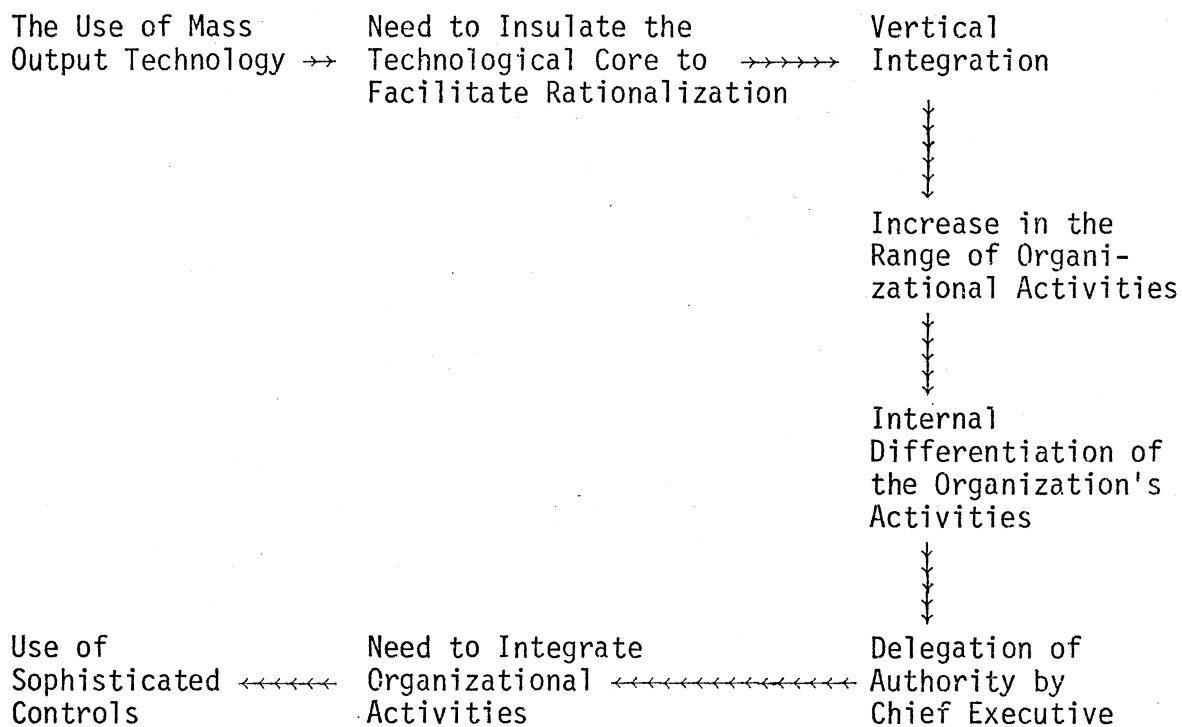 The Use of Mass
Output Technology
Need to Insulate the
Technological Core to
Facilitate Rationalization
Vertical
Integration
Increase in the
Range of Organi-
zational Activities
Internal
Differentiation of
the Organization's
Activities
Delegation of
Authority by
Chief Executive
Need to Integrate
Organizational
Activities
Use of
Sophisticated
Controls